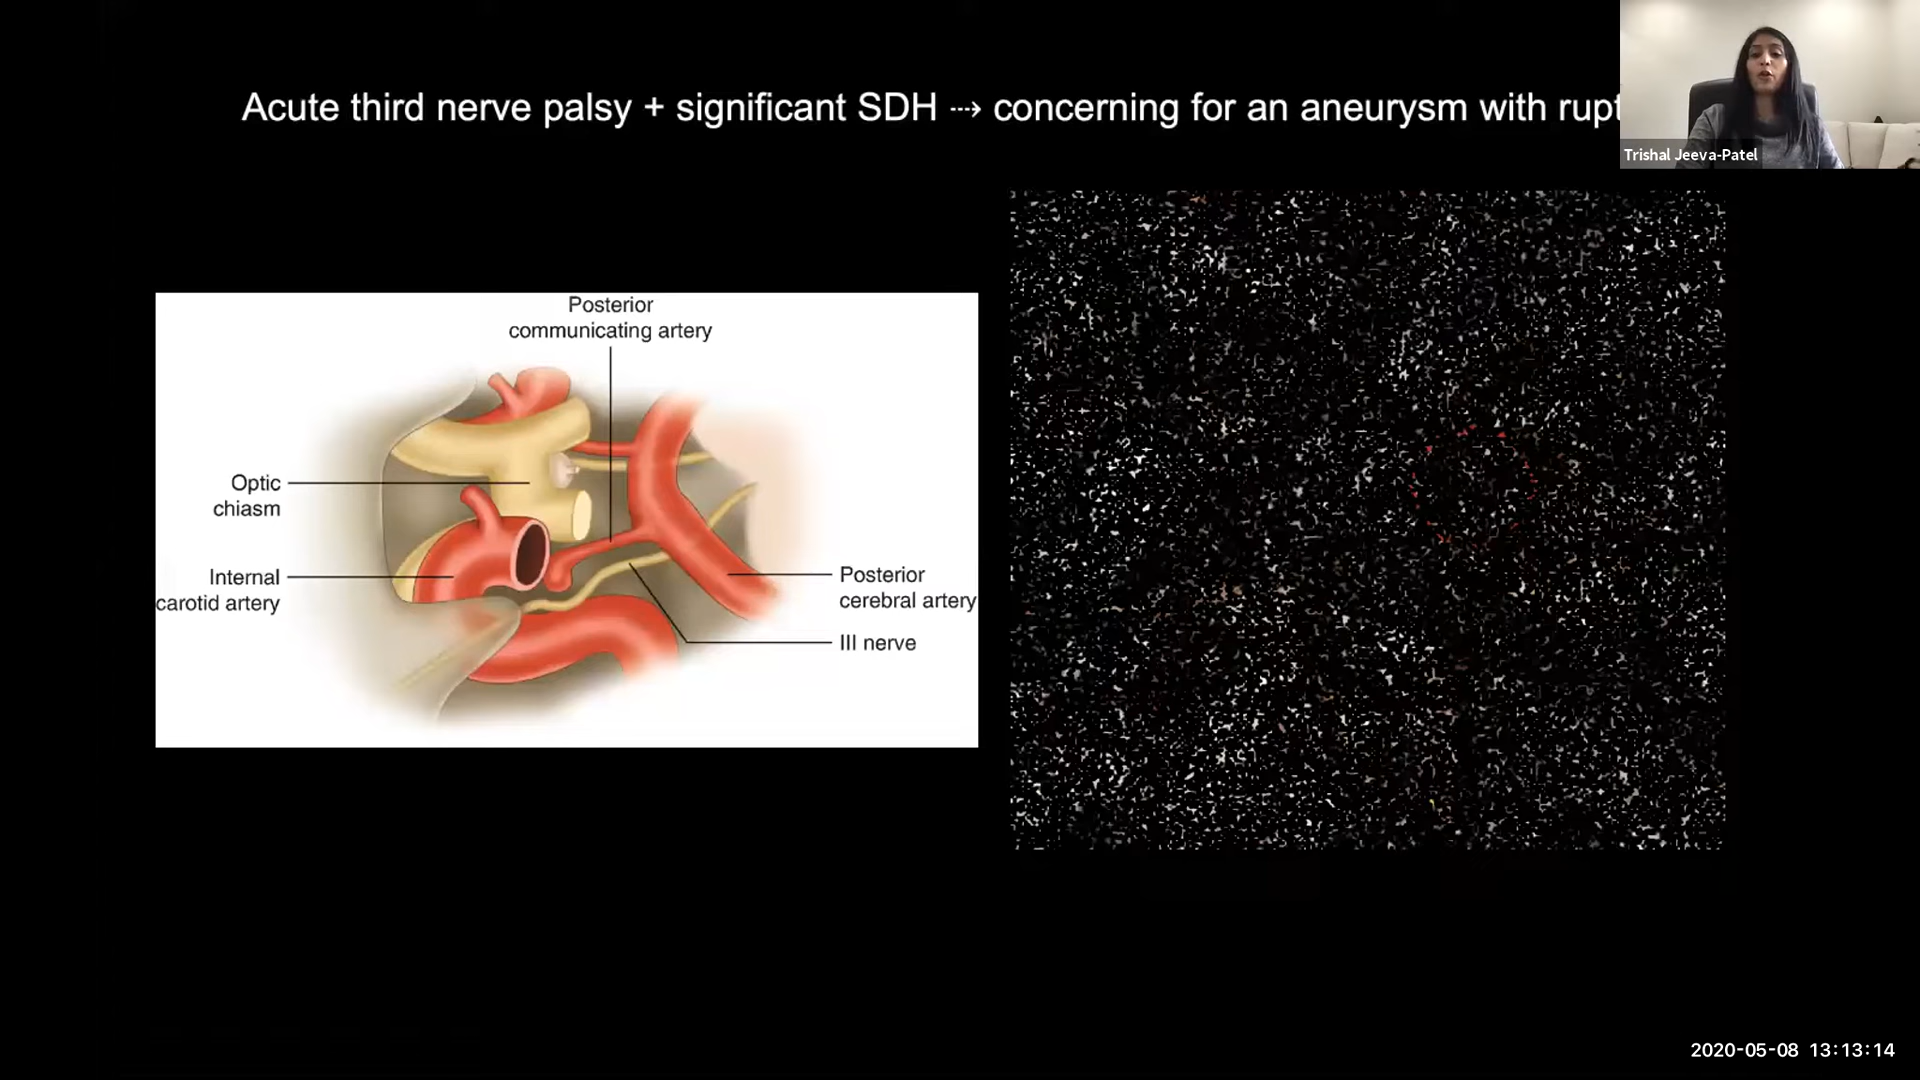 Acute third nerve palsy + significant SDH ⤏ concerning for an aneurysm with rupt
Trishal Jeeva-Patel
Posterior
communicating artery
Optic
chiasm
Internal
carotid artery
Posterior
cerebral artery
III nerve
2020-05-08 13:13:14